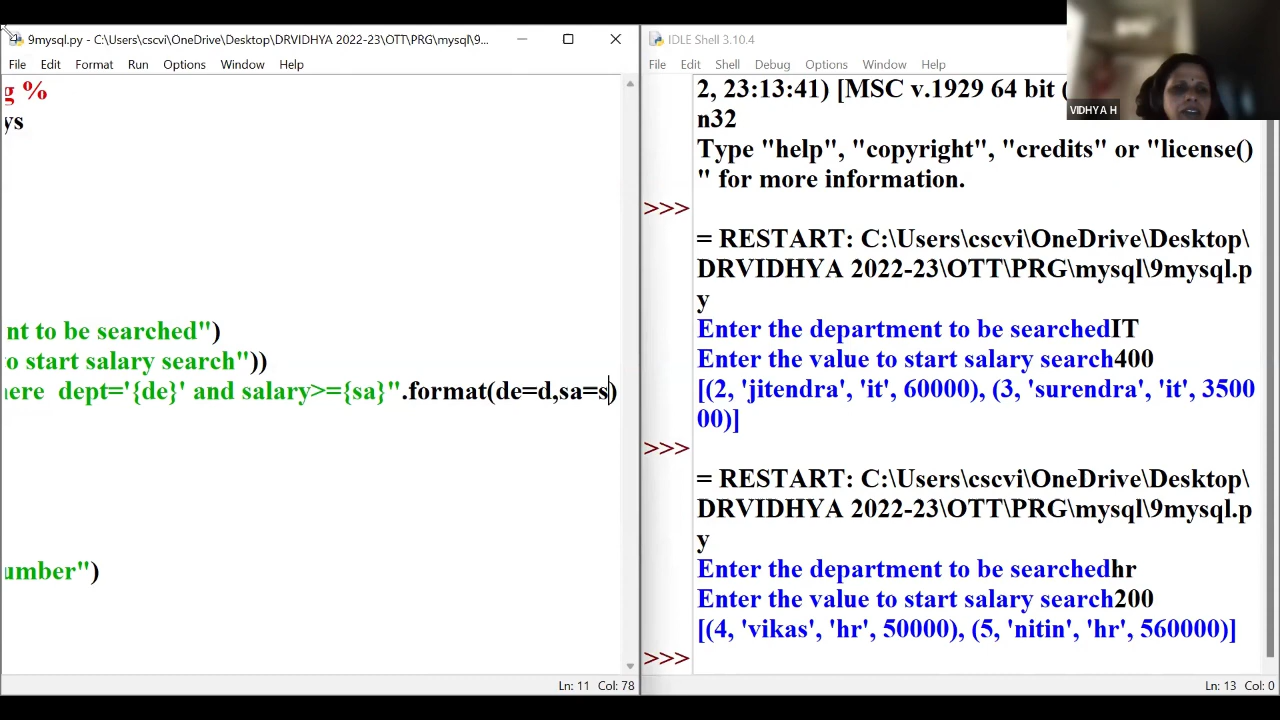 9mysql.py - C:\Users\cscvi\OneDrive\Desktop\DRVIDHYA 2022-23\OTT\PRG\mysql\9...
File Edit Format Run Options Window Help
g %
ys
nt to be searched")
to start salary search"))
here  dept='{de}' and salary>={sa}".format(de=d,sa=s)
umber")
Ln: 11 Col: 78
IDLE Shell 3.10.4
File Edit Shell Debug Options Window Help
2, 23:13:41) [MSC v.1929 64 bit (
n32
Type "help", "copyright", "credits" or "license()
" for more information.
>>>
= RESTART: C:\Users\cscvi\OneDrive\Desktop\
DRVIDHYA 2022-23\OTT\PRG\mysql\9mysql.p
y
Enter the department to be searchedIT
Enter the value to start salary search400
[(2, 'jitendra', 'it', 60000), (3, 'surendra', 'it', 3500
00)]
>>>
= RESTART: C:\Users\cscvi\OneDrive\Desktop\
DRVIDHYA 2022-23\OTT\PRG\mysql\9mysql.p
y
Enter the department to be searchedhr
Enter the value to start salary search200
[(4, 'vikas', 'hr', 50000), (5, 'nitin', 'hr', 560000)]
>>>
Ln: 13 Col: 0
VIDHYA H